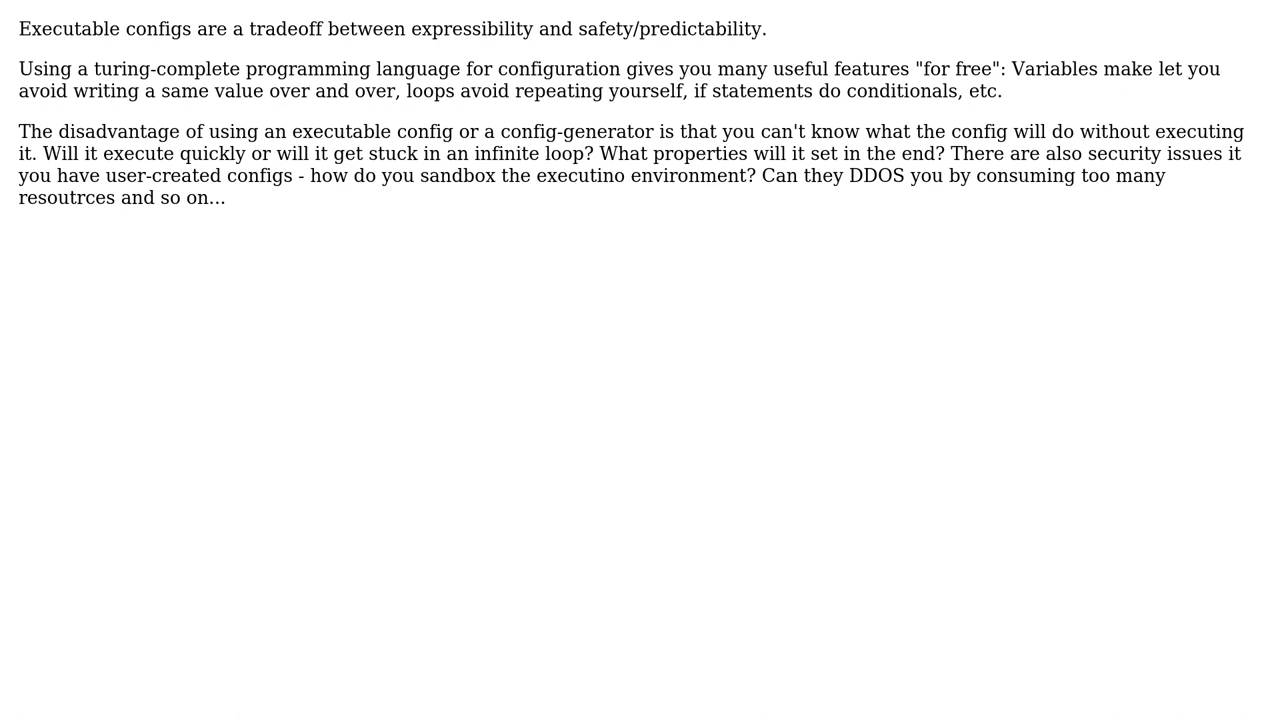 Executable configs are a tradeoff between expressibility and safety/predictability.
Using a turing-complete programming language for configuration gives you many useful features "for free": Variables make let you
avoid writing a same value over and over, loops avoid repeating yourself, if statements do conditionals, etc.
The disadvantage of using an executable config or a config-generator is that you can't know what the config will do without executing
it. Will it execute quickly or will it get stuck in an infinite loop? What properties will it set in the end? There are also security issues it
you have user-created configs - how do you sandbox the executino environment? Can they DDOS you by consuming too many
resoutrces and so on...